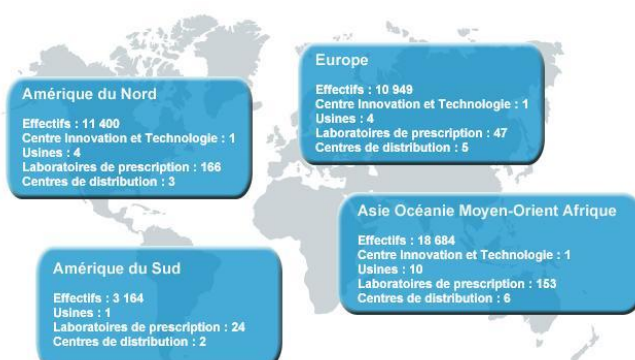 Amérique du Nord
Effectifs : 11 400
Centre Innovation et Technologie : 1
Usines : 4
Laboratoires de prescription : 166
Centres de distribution : 3
Europe
Effectifs : 10 949
Centre Innovation et Technologie : 1
Usines : 4
Laboratoires de prescription : 47
Centres de distribution : 5
Amérique du Sud
Effectifs : 3 164
Usines : 1
Laboratoires de prescription : 24
Centres de distribution : 2
Asie Océanie Moyen-Orient Afrique
Effectifs : 18 684
Centre Innovation et Technologie : 1
Usines : 10
Laboratoires de prescription : 153
Centres de distribution : 6